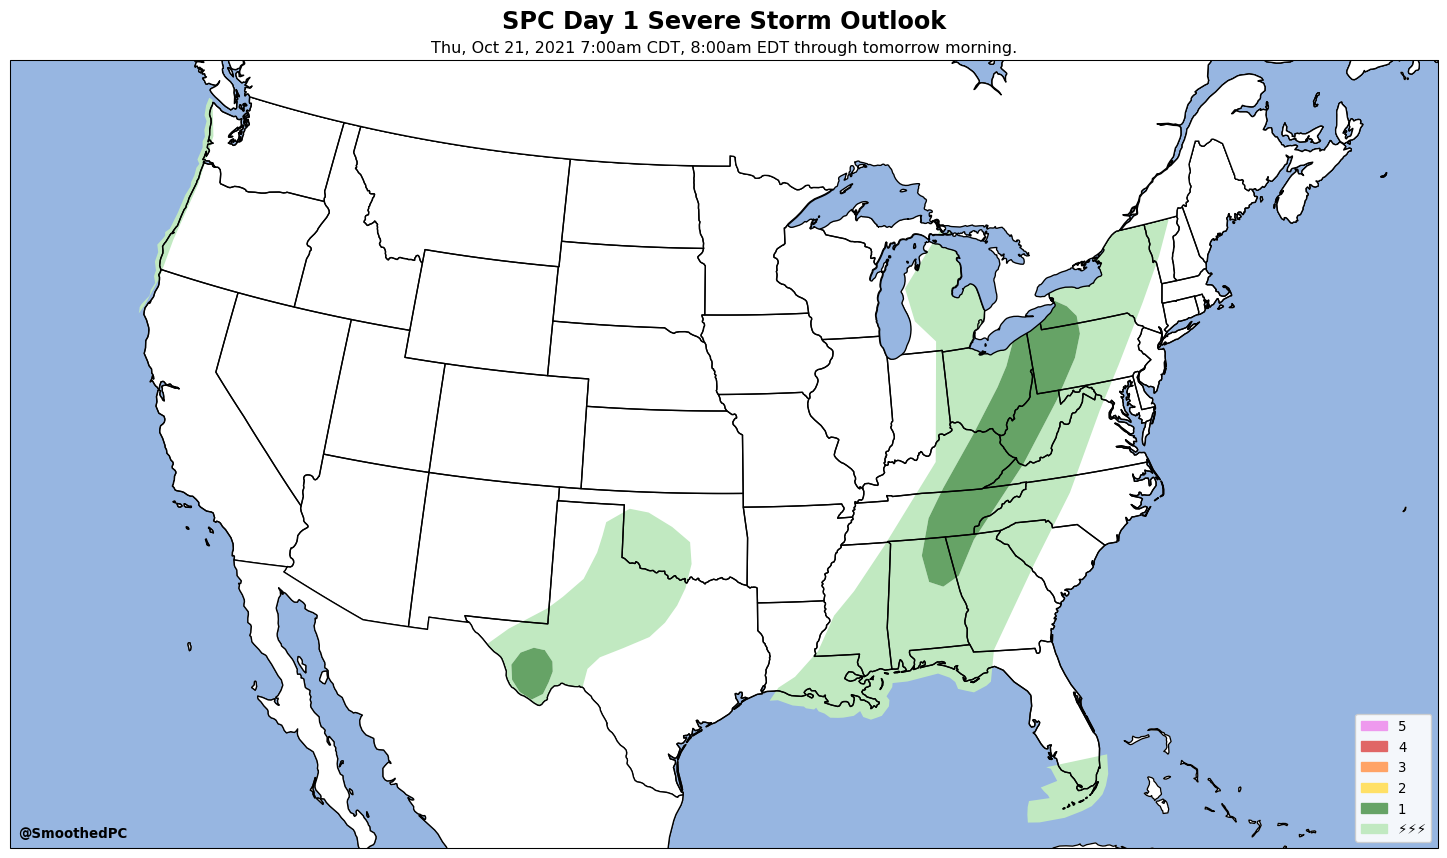 SPC Day 1 Severe Storm Outlook
Thu, Oct 21, 2021 7:00am CDT, 8:00am EDT through tomorrow morning.
5
4
3
2
1
⚡⚡⚡
@SmoothedPC